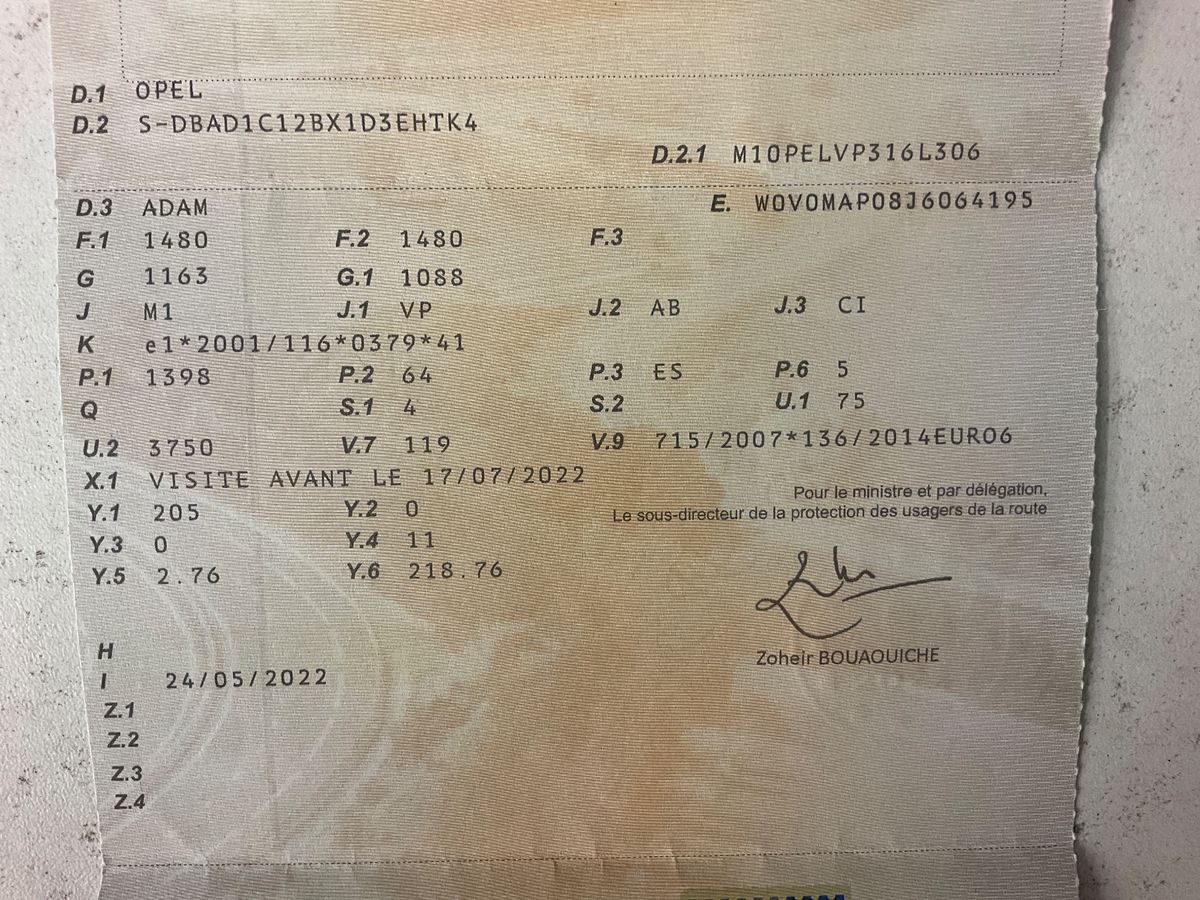 D.1 OPEL
D.2 S-DBAD1C12BX1D3EHTK4
D.2.1 M10PELVP316L306
D.3 ADAM E. W0V0MAP08J6064195
F.1 1480 F.2 1480 F.3
G 1163 G.1 1088
J M1 J.1 VP J.2 AB J.3 CI
K e1*2001/116*0379*41
P.1 1398 P.2 64 P.3 ES P.6 5
Q S.1 4 S.2 U.1 75
U.2 3750 V.7 119 V.9 715/2007*136/2014EURO6
X.1 VISITE AVANT LE 17/07/2022
Pour le ministre et par délégation,
Le sous-directeur de la protection des usagers de la route
Y.1 205 Y.2 0
Y.3 0 Y.4 11
Y.5 2.76 Y.6 218.76
Zoheir BOUAOUICHE
H
I 24/05/2022
Z.1
Z.2
Z.3
Z.4